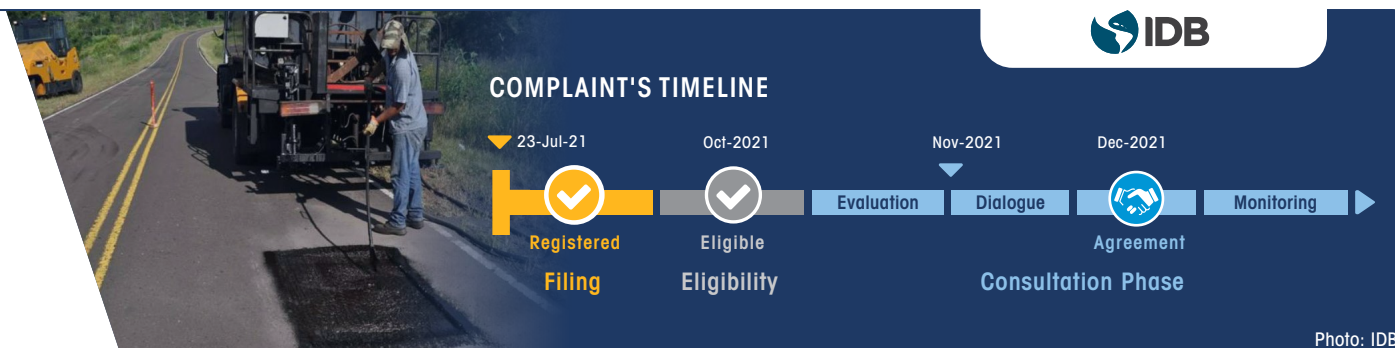 IDB
COMPLAINT'S TIMELINE
23-Jul-21 Oct-2021 Nov-2021 Dec-2021
Evaluation Dialogue Monitoring
Registered Eligible Agreement
Filing Eligibility Consultation Phase
Photo: IDB